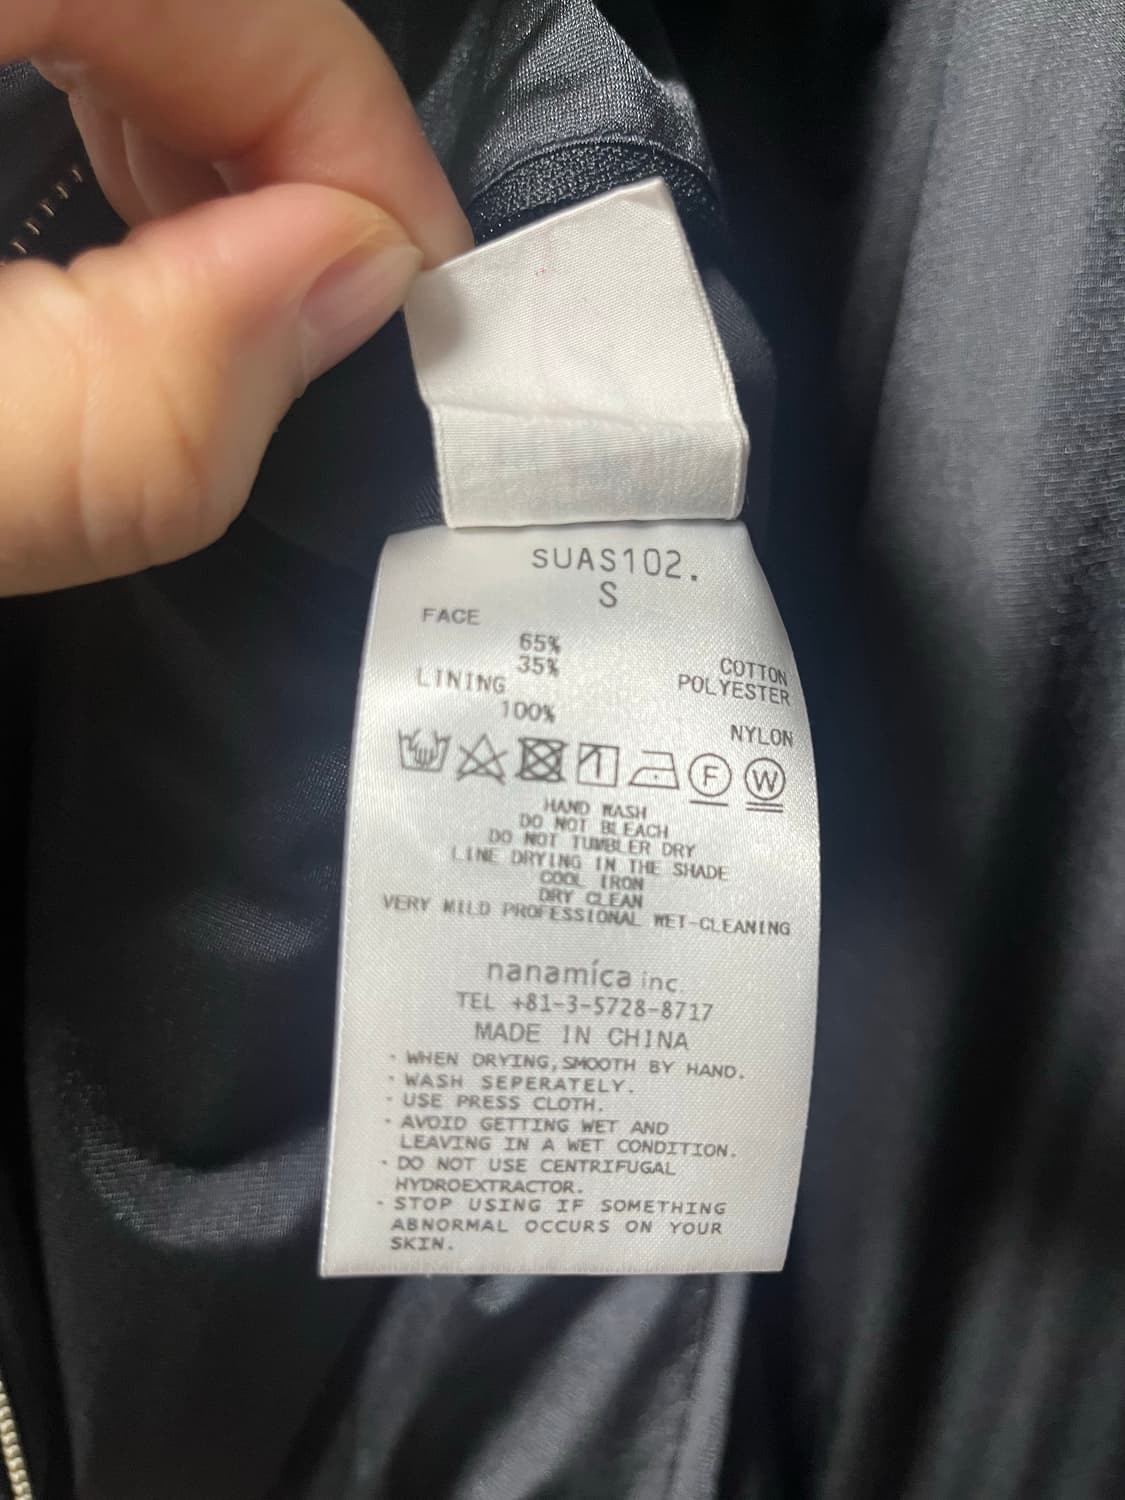 SUAS102.
S
FACE
65% COTTON
35% POLYESTER
LINING
100% NYLON
F W
HAND WASH
DO NOT BLEACH
DO NOT TUMBLER DRY
LINE DRYING IN THE SHADE
COOL IRON
DRY CLEAN
VERY MILD PROFESSIONAL WET-CLEANING
nanamíca inc.
TEL +81-3-5728-8717
MADE IN CHINA
· WHEN DRYING,SMOOTH BY HAND.
· WASH SEPERATELY.
· USE PRESS CLOTH.
· AVOID GETTING WET AND
LEAVING IN A WET CONDITION.
· DO NOT USE CENTRIFUGAL
HYDROEXTRACTOR.
· STOP USING IF SOMETHING
ABNORMAL OCCURS ON YOUR
SKIN.